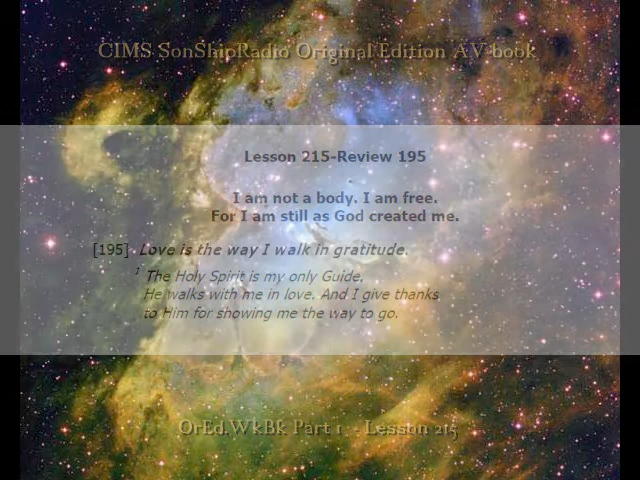 CIMS SonShipRadio Original Edition AV-book
Lesson 215-Review 195
I am not a body. I am free.
For I am still as God created me.
[195] Love is the way I walk in gratitude.
1 The Holy Spirit is my only Guide.
He walks with me in love. And I give thanks
to Him for showing me the way to go.
OrEd.WkBk Part 1 - Lesson 215